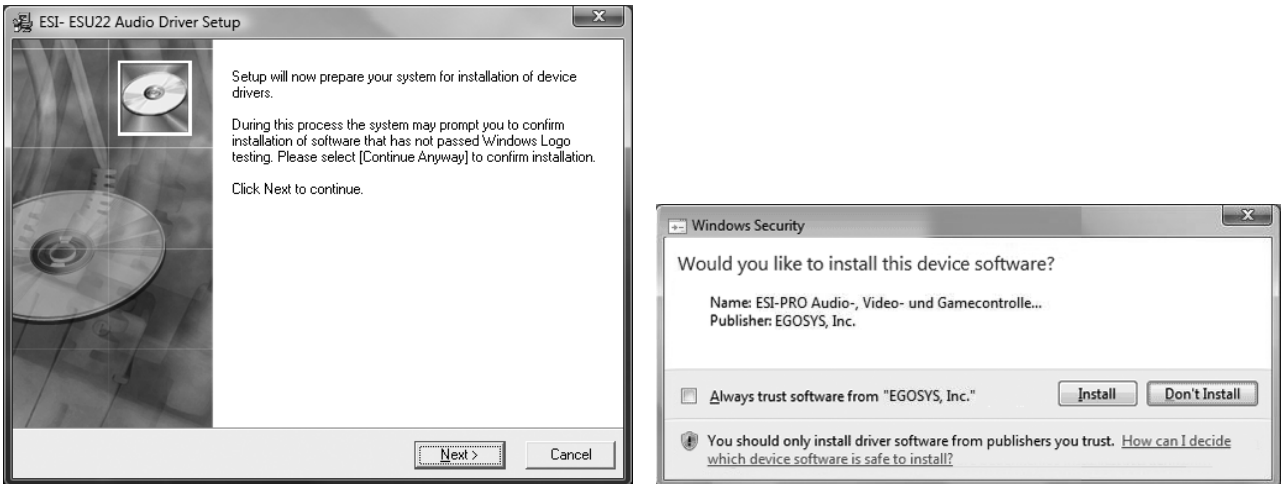 ESI- ESU22 Audio Driver Setup
Setup will now prepare your system for installation of device
drivers.
During this process the system may prompt you to confirm
installation of software that has not passed Windows Logo
testing. Please select [Continue Anyway] to confirm installation.
Click Next to continue.
Next >
Cancel
Windows Security
Would you like to install this device software?
Name: ESI-PRO Audio-, Video- und Gamecontrolle...
Publisher: EGOSYS, Inc.
Always trust software from "EGOSYS, Inc."
Install
Don't Install
You should only install driver software from publishers you trust. How can I decide
which device software is safe to install?